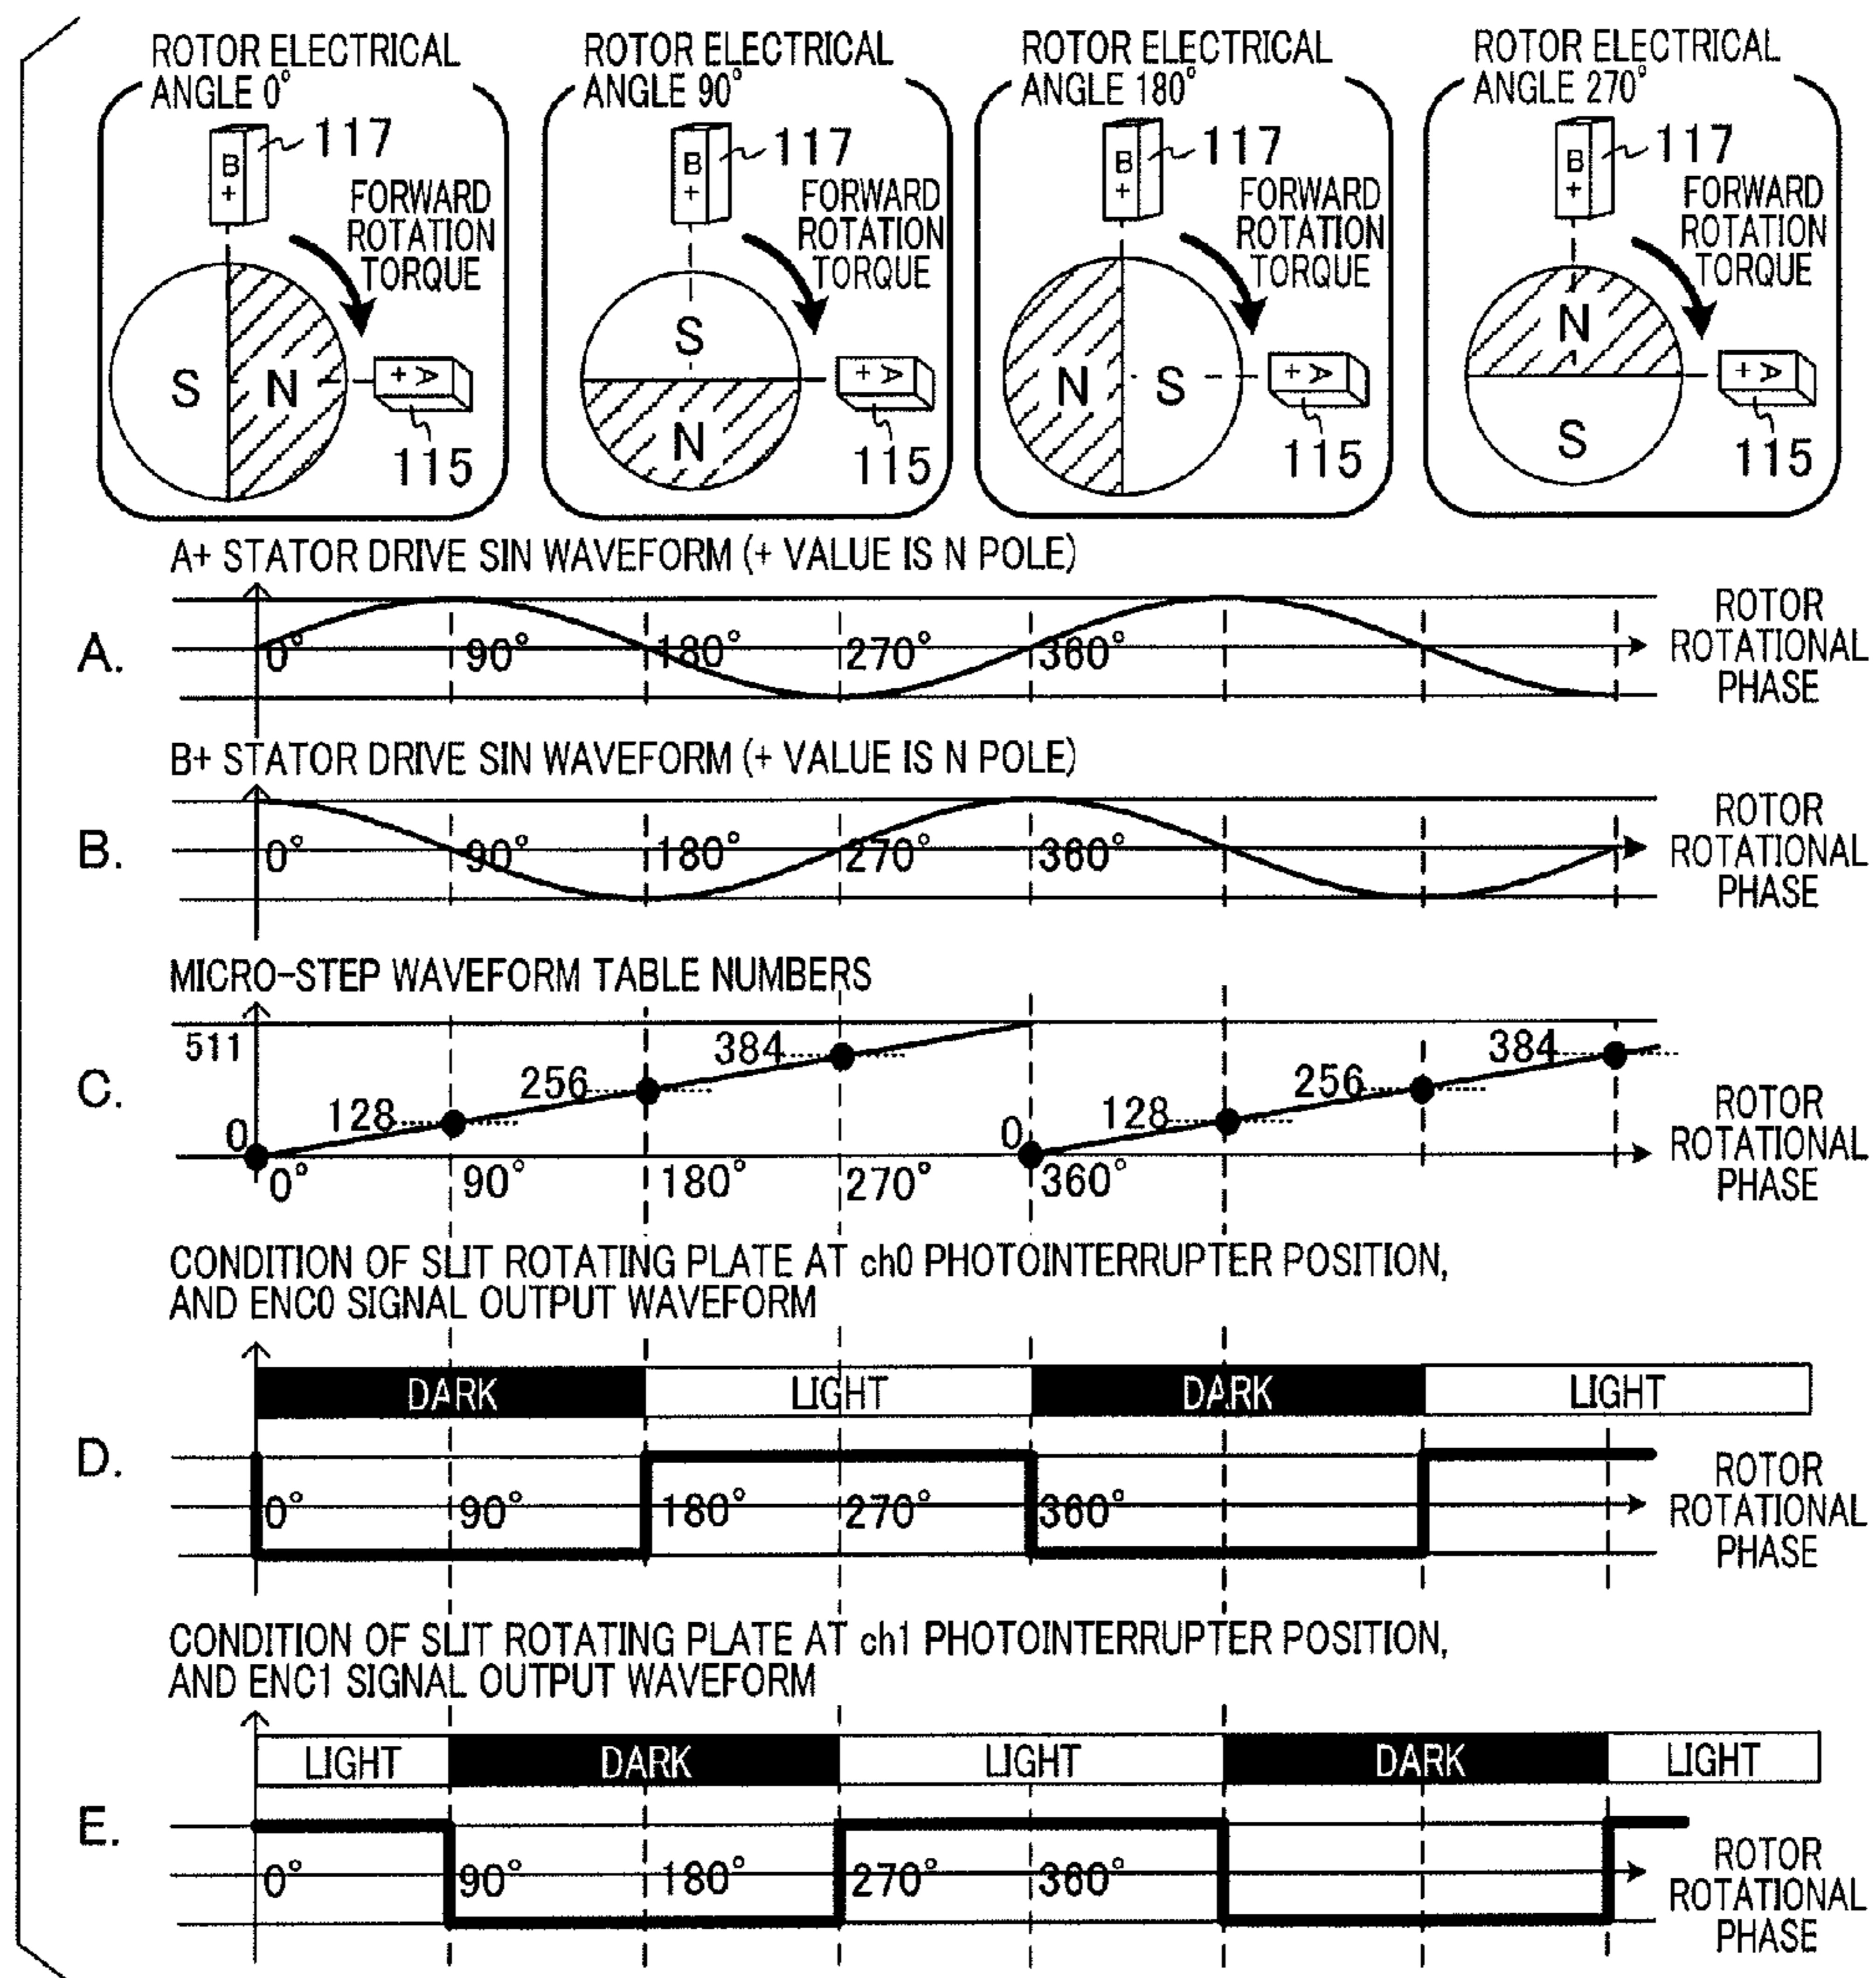 ROTOR ELECTRICAL
ANGLE 0°
B
+
117
FORWARD
ROTATION
TORQUE
S
N
+ A
115
ROTOR ELECTRICAL
ANGLE 90°
B
+
117
FORWARD
ROTATION
TORQUE
S
N
+ A
115
ROTOR ELECTRICAL
ANGLE 180°
B
+
117
FORWARD
ROTATION
TORQUE
N
S
+ A
115
ROTOR ELECTRICAL
ANGLE 270°
B
+
117
FORWARD
ROTATION
TORQUE
N
S
+ A
115
A+ STATOR DRIVE SIN WAVEFORM (+ VALUE IS N POLE)
A.
0° 90° 180° 270° 360°
ROTOR
ROTATIONAL
PHASE
B+ STATOR DRIVE SIN WAVEFORM (+ VALUE IS N POLE)
B.
0° 90° 180° 270° 360°
ROTOR
ROTATIONAL
PHASE
MICRO-STEP WAVEFORM TABLE NUMBERS
C.
511
0 128 256 384 0 128 256 384
0° 90° 180° 270° 360°
ROTOR
ROTATIONAL
PHASE
CONDITION OF SLIT ROTATING PLATE AT ch0 PHOTOINTERRUPTER POSITION,
AND ENC0 SIGNAL OUTPUT WAVEFORM
DARK LIGHT DARK LIGHT
D.
0° 90° 180° 270° 360°
ROTOR
ROTATIONAL
PHASE
CONDITION OF SLIT ROTATING PLATE AT ch1 PHOTOINTERRUPTER POSITION,
AND ENC1 SIGNAL OUTPUT WAVEFORM
LIGHT DARK LIGHT DARK LIGHT
E.
0° 90° 180° 270° 360°
ROTOR
ROTATIONAL
PHASE